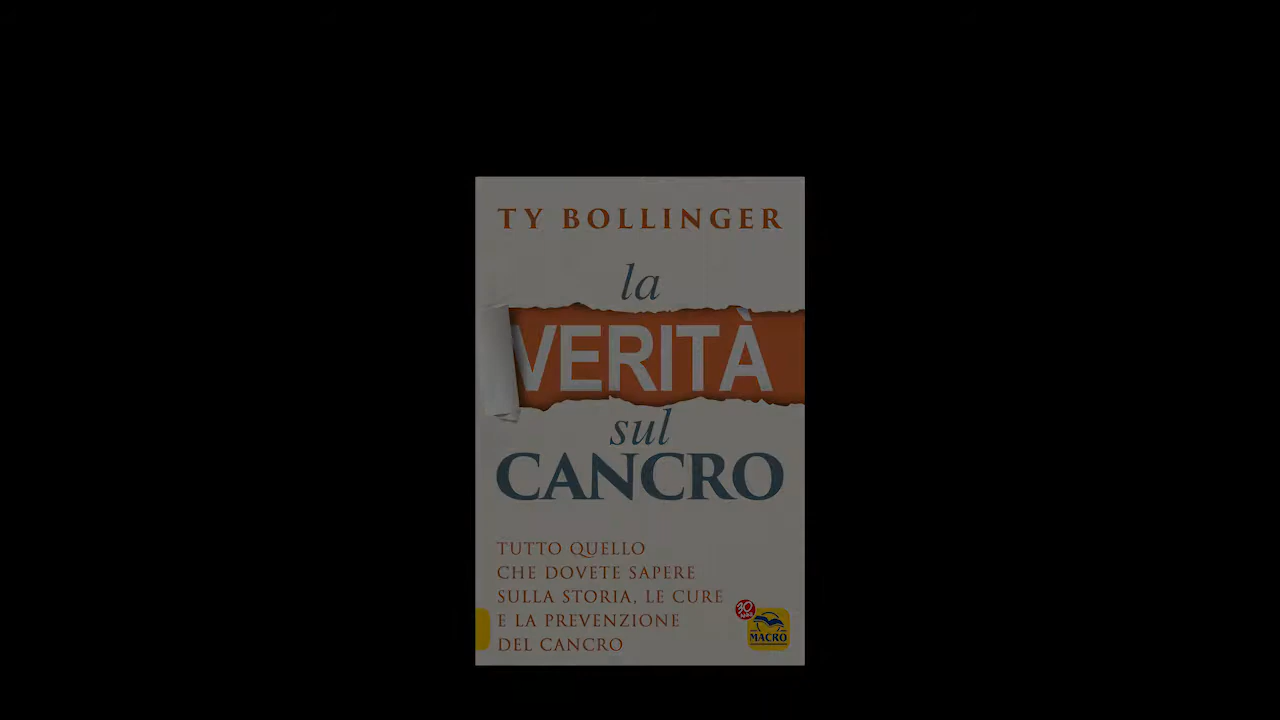 TY BOLLINGER
la
VERITÀ
sul
CANCRO
TUTTO QUELLO
CHE DOVETE SAPERE
SULLA STORIA, LE CURE
E LA PREVENZIONE
DEL CANCRO
30 ANNI
MACRO